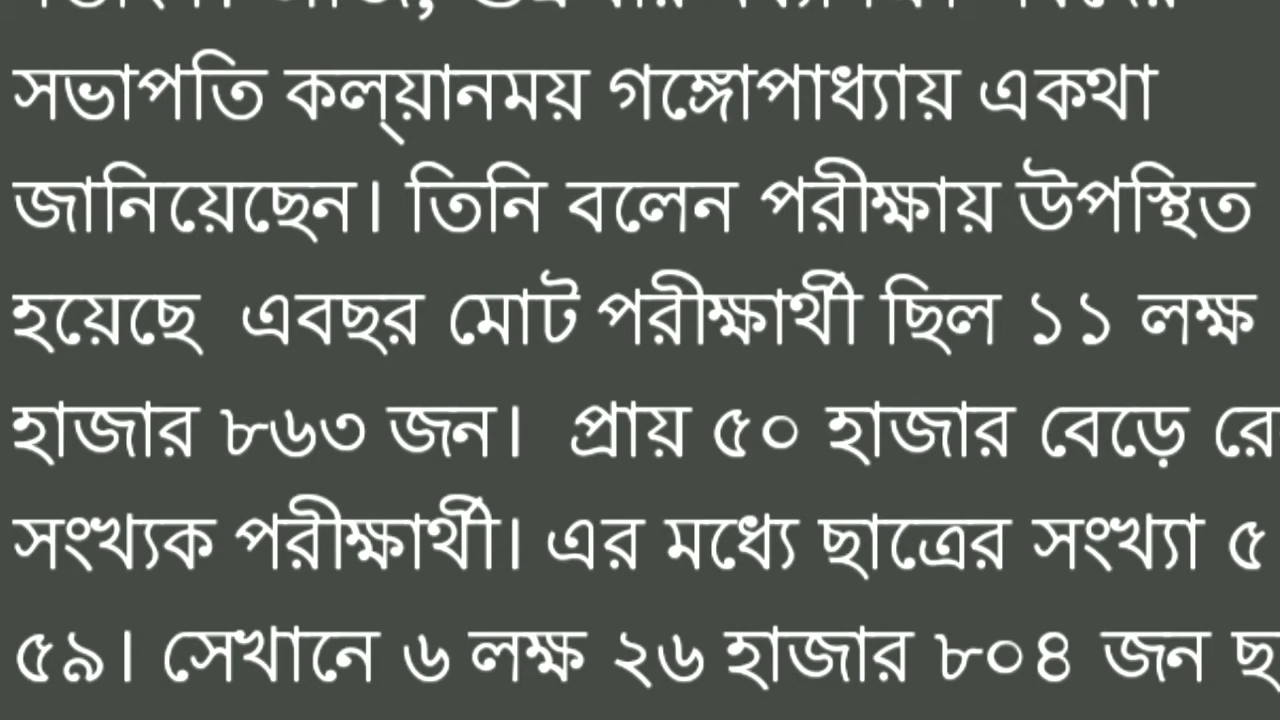 সভাপতি কল্‌য়ানময় গঙ্গোপাধ্যায় একথা
জানিয়েছেন। তিনি বলেন পরীক্ষায় উপস্থিত
হয়েছে এবছর মোট পরীক্ষার্থী ছিল ১১ লক্ষ
হাজার ৮৬৩ জন। প্রায় ৫০ হাজার বেড়ে
সংখ্যক পরীক্ষার্থী। এর মধ্যে ছাত্রের সংখ্যা ৫
৫৯। সেখানে ৬ লক্ষ ২৬ হাজার ৮০৪ জন